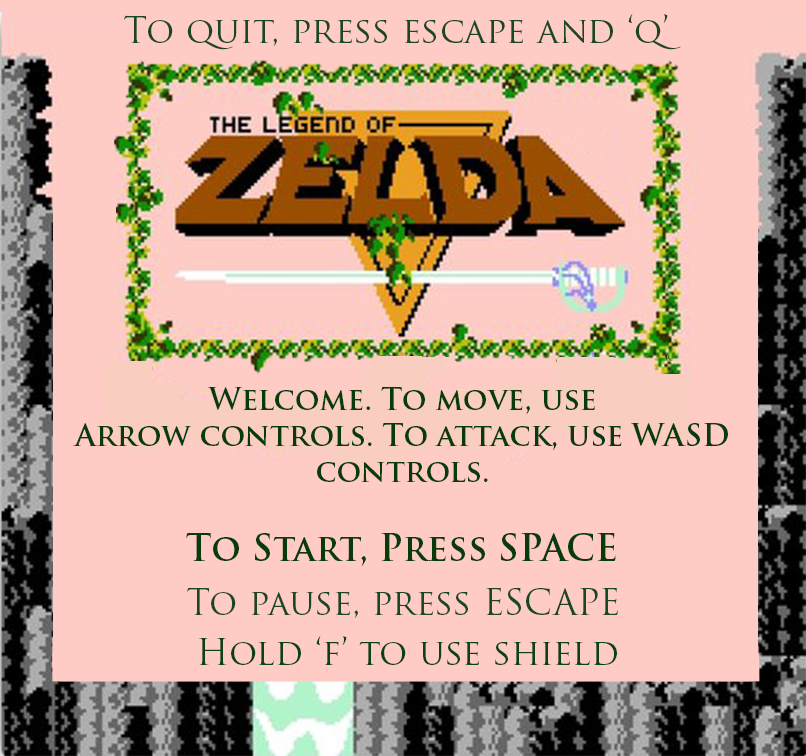 To quit, press escape and ‘q’
THE LEGEND OF
ZELDA
Welcome. To move, use
Arrow controls. To attack, use WASD
controls.
To Start, Press SPACE
To pause, press ESCAPE
Hold ‘f’ to use shield